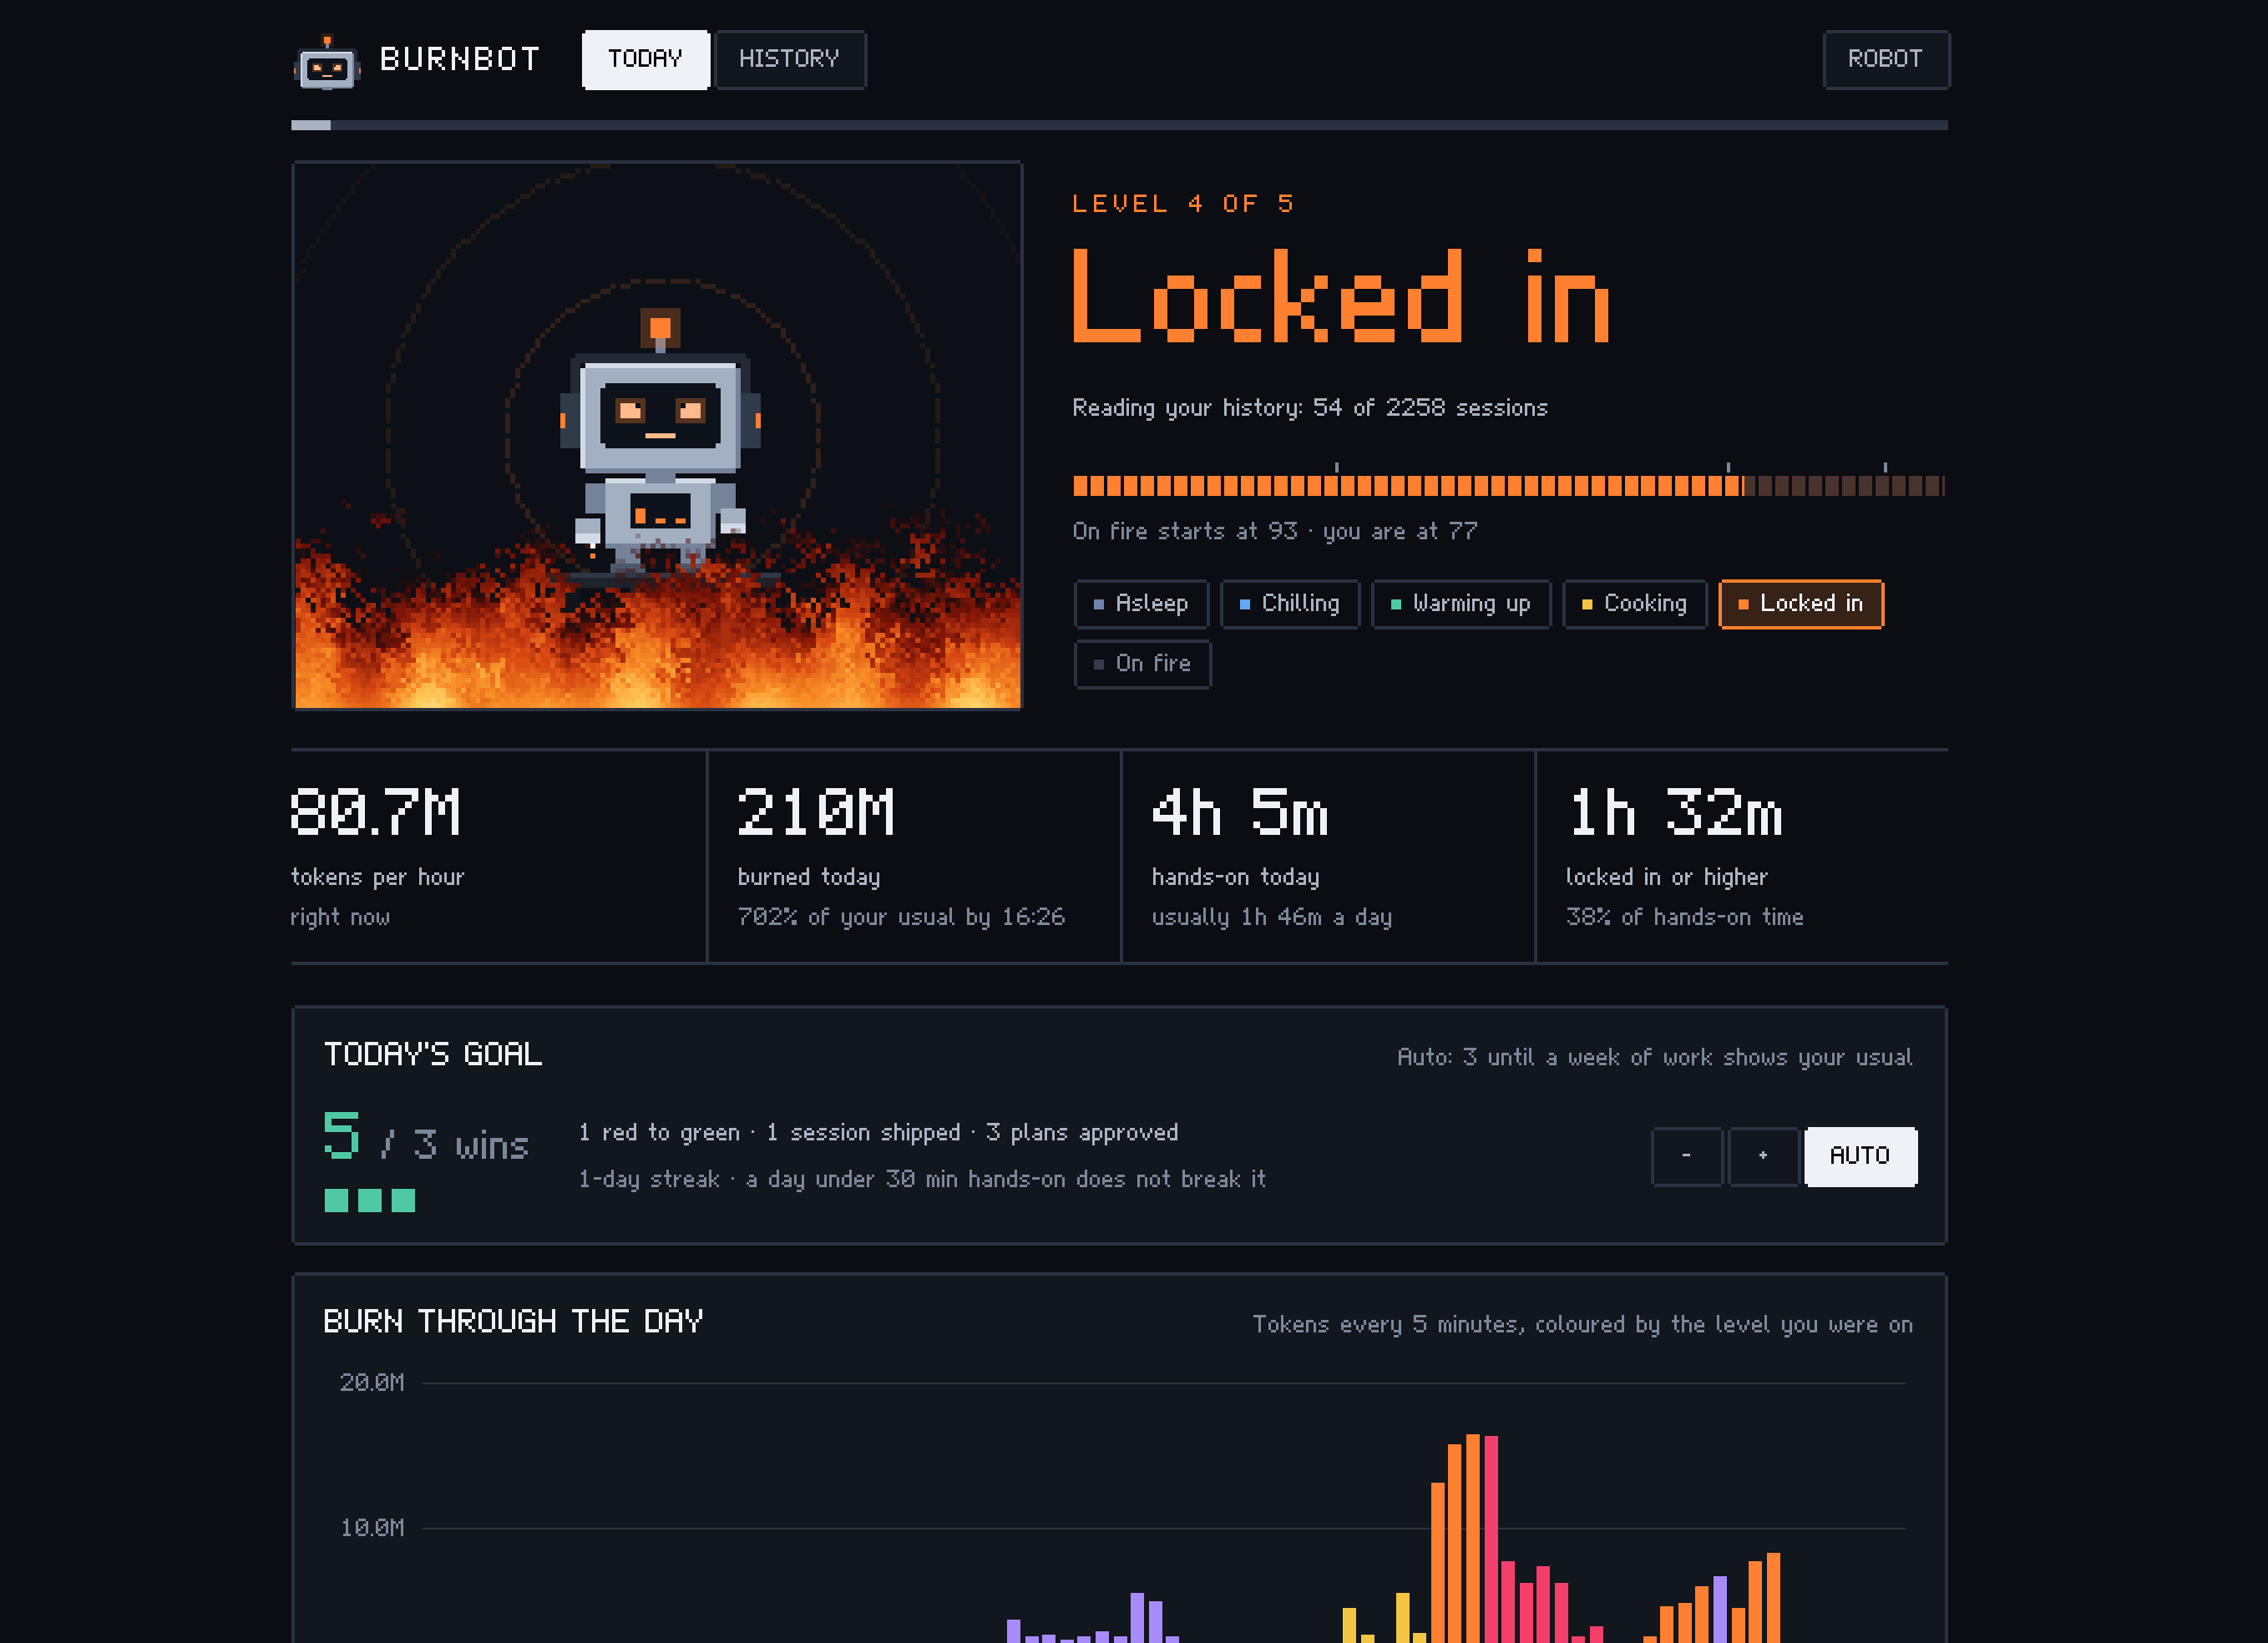 BURNBOT
TODAY
HISTORY
ROBOT
LEVEL 4 OF 5
Locked in
Reading your history: 54 of 2258 sessions
On fire starts at 93 · you are at 77
Asleep
Chilling
Warming up
Cooking
Locked in
On fire
80.7M
tokens per hour
right now
210M
burned today
702% of your usual by 16:26
4h 5m
hands-on today
usually 1h 46m a day
1h 32m
locked in or higher
38% of hands-on time
TODAY'S GOAL
Auto: 3 until a week of work shows your usual
5 / 3 wins
1 red to green · 1 session shipped · 3 plans approved
1-day streak · a day under 30 min hands-on does not break it
-
+
AUTO
BURN THROUGH THE DAY
Tokens every 5 minutes, coloured by the level you were on
20.0M
10.0M